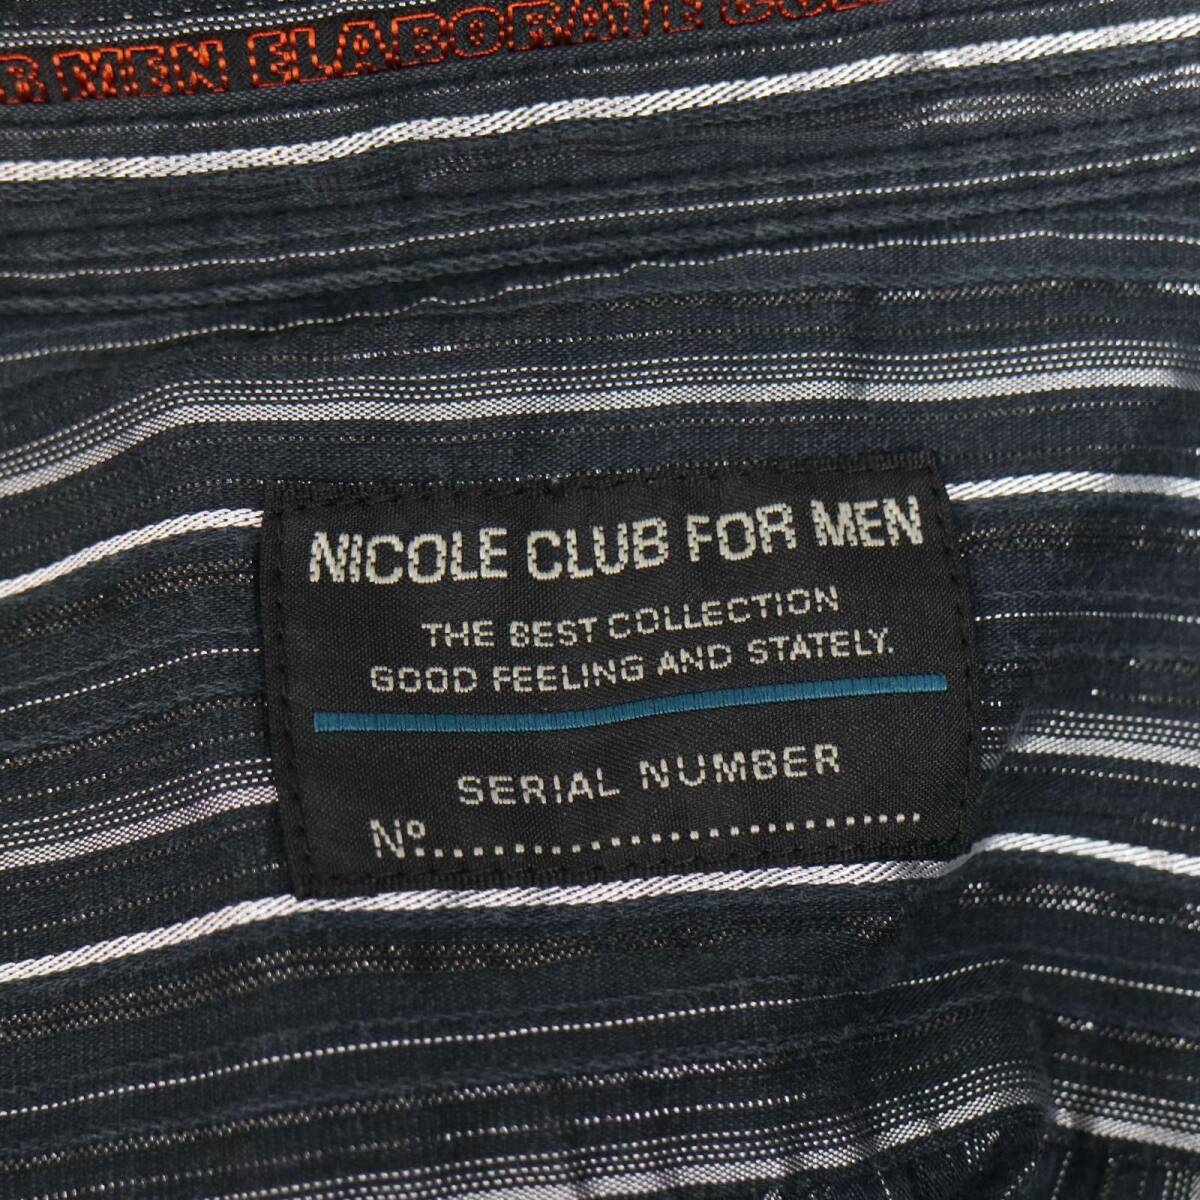 R MEN ELABORATE
NICOLE CLUB FOR MEN
THE BEST COLLECTION
GOOD FEELING AND STATELY.
SERIAL NUMBER
Nº..............................